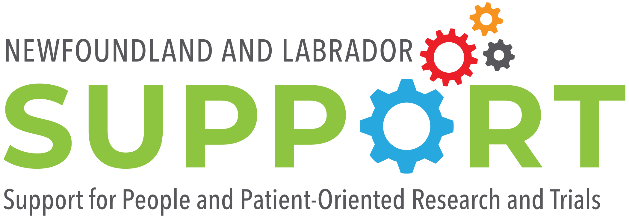 NEWFOUNDLAND AND LABRADOR
SUPPORT
Support for People and Patient-Oriented Research and Trials